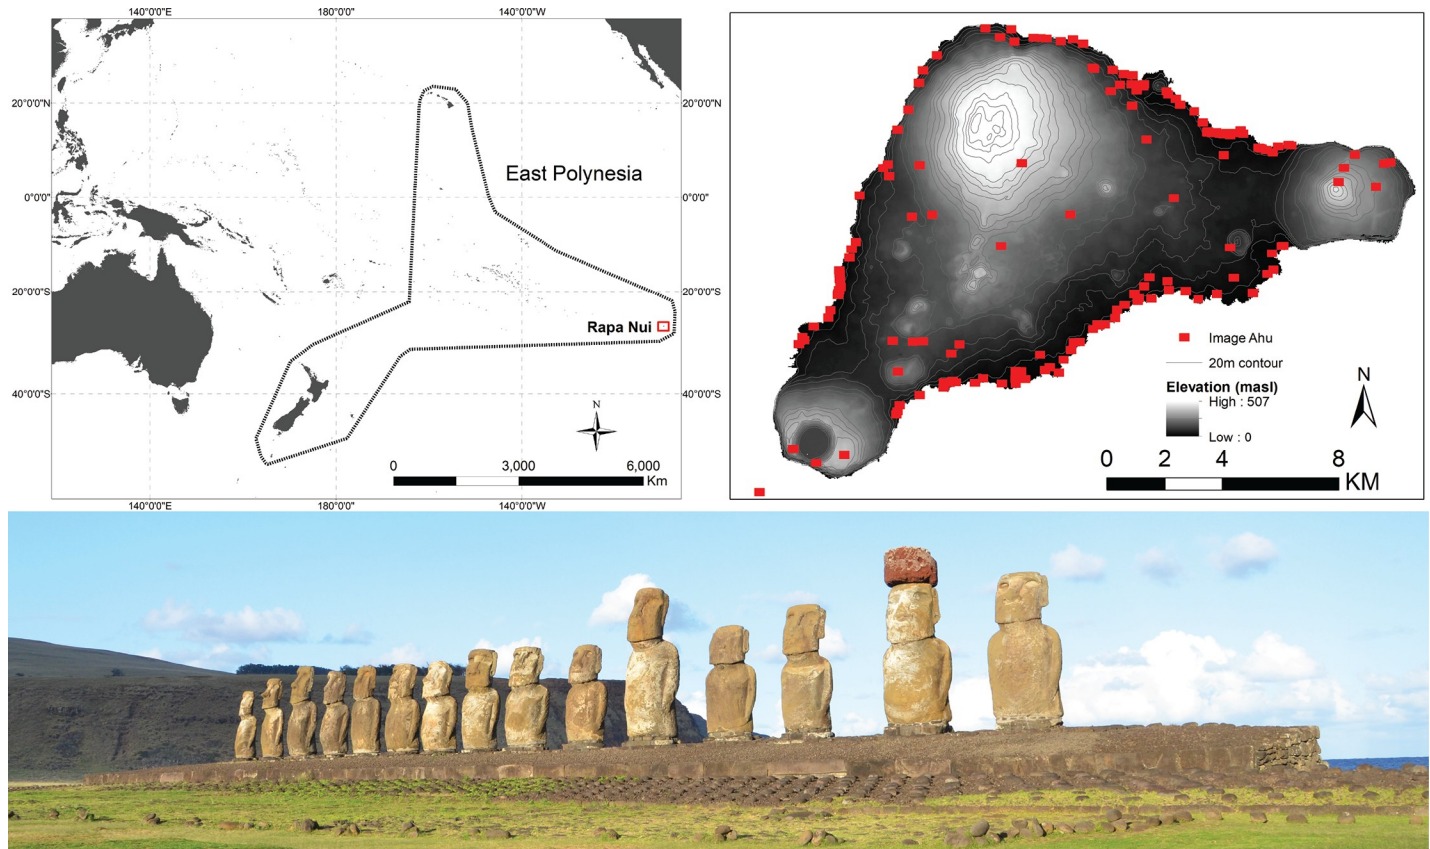 140°0'0"E 180°0'0" 140°0'0"W
20°0'0"N 20°0'0"N
East Polynesia
0°0'0" 0°0'0"
20°0'0"S 20°0'0"S
Rapa Nui
40°0'0"S 40°0'0"S
N
0 3,000 6,000
Km
140°0'0"E 180°0'0" 140°0'0"W
Image Ahu
20m contour
Elevation (masl)
High : 507
Low : 0
N
0 2 4 8
KM